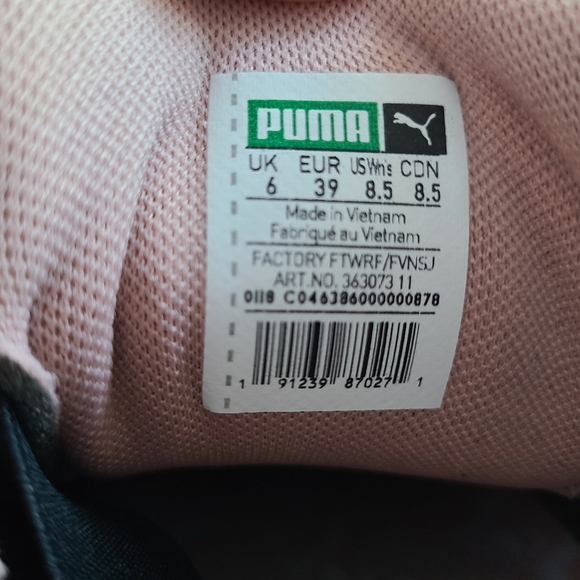 PUMA
UK EUR US Wn's CDN
6 39 8.5 8.5
Made in Vietnam
Fabriqué au Vietnam
FACTORY FTWRF/FVNSJ
ART.NO. 363073 11
0118 C046386000000878
1 91239 87027 1